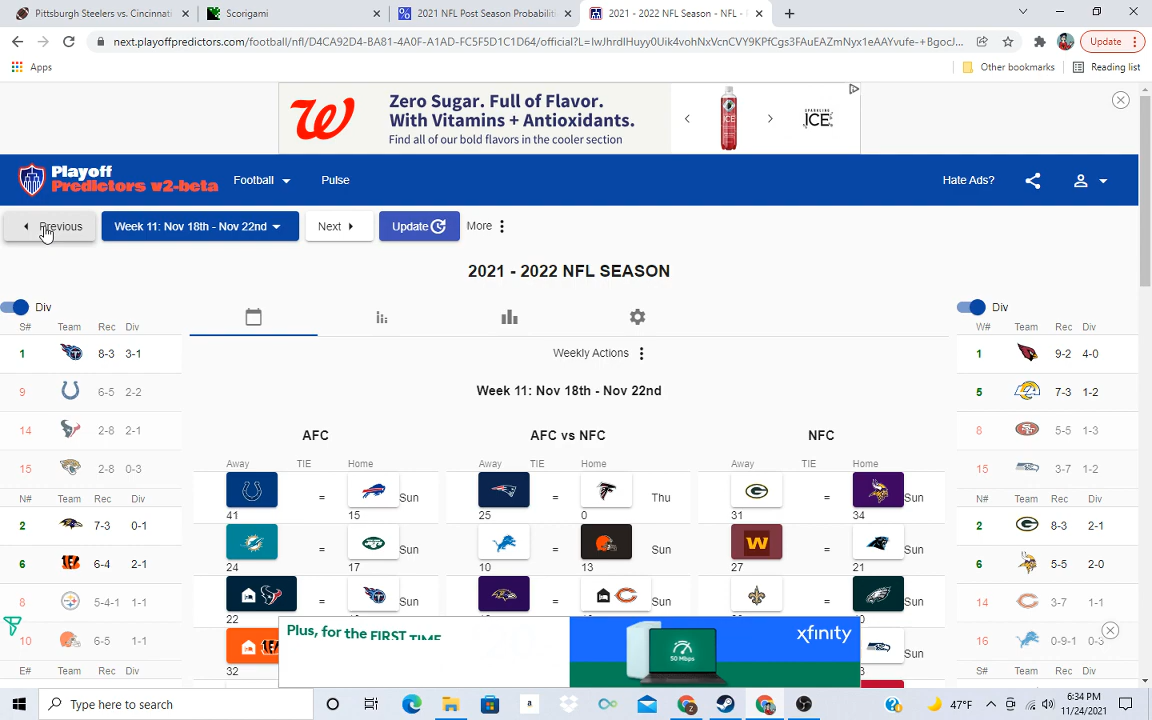 Pittsburgh Steelers vs. Cincinnati
Scorigami
2021 NFL Post Season Probabiliti
2021 - 2022 NFL Season - NFL -
next.playoffpredictors.com/football/nfl/D4CA92D4-BA81-4A0F-A1AD-FC5F5D1C1D64/official?L=IwJhrdIHuyy0Uik4vohNxVcnCVY9KPfCgs3FAuEAZmNyx1eAAYvufe-+BgocJ...
Update
Apps
Other bookmarks
Reading list
Zero Sugar. Full of Flavor.
With Vitamins + Antioxidants.
Find all of our bold flavors in the cooler section
ICE
Playoff
Predictors v2-beta
Football
Pulse
Hate Ads?
Previous
Week 11: Nov 18th - Nov 22nd
Next
Update
More
2021 - 2022 NFL SEASON
Div
Div
S# Team Rec Div
W# Team Rec Div
1 8-3 3-1
1 9-2 4-0
Weekly Actions
9 6-5 2-2
5 7-3 1-2
Week 11: Nov 18th - Nov 22nd
14 2-8 2-1
8 5-5 1-3
AFC
AFC vs NFC
NFC
15 2-8 0-3
15 3-7 1-2
Away TIE Home
Away TIE Home
Away TIE Home
N# Team Rec Div
N# Team Rec Div
= Sun
= Thu
= Sun
41 15
25 0
31 34
2 7-3 0-1
2 8-3 2-1
= Sun
= Sun
W = Sun
24 17
10 13
27 21
6 6-4 2-1
6 5-5 2-0
= Sun
= Sun
= Sun
22
8 5-4-1 1-1
14 3-7 1-1
Plus, for the FIRST TIME
50 Mbps
xfinity
Sun
32
10 6-5 1-1
16 0-9-1 0-3
E# Team Rec Div
S# Team Rec Div
Type here to search
47°F
6:34 PM
11/24/2021